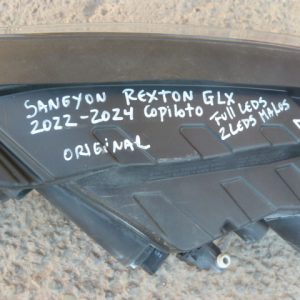 SANGYON REXTON GLX
2022-2024 Copiloto
Full LEDS
2LEDS MALOS
ORIGINAL